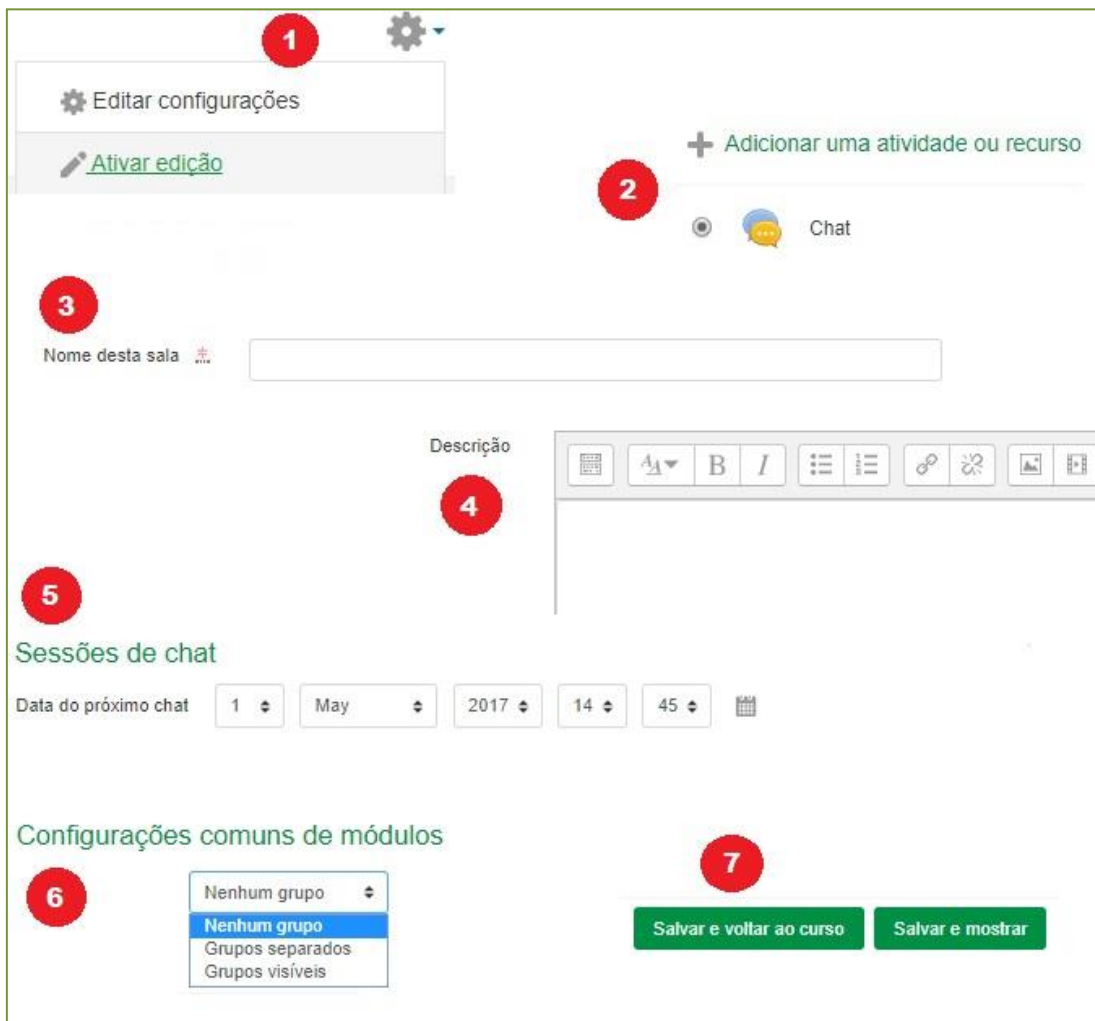 1
Editar configurações
Ativar edição
Adicionar uma atividade ou recurso
2
Chat
3
Nome desta sala
Descrição
4
5
Sessões de chat
Data do próximo chat 1 May 2017 14 45
Configurações comuns de módulos
6
Nenhum grupo
Nenhum grupo
Grupos separados
Grupos visíveis
7
Salvar e voltar ao curso Salvar e mostrar